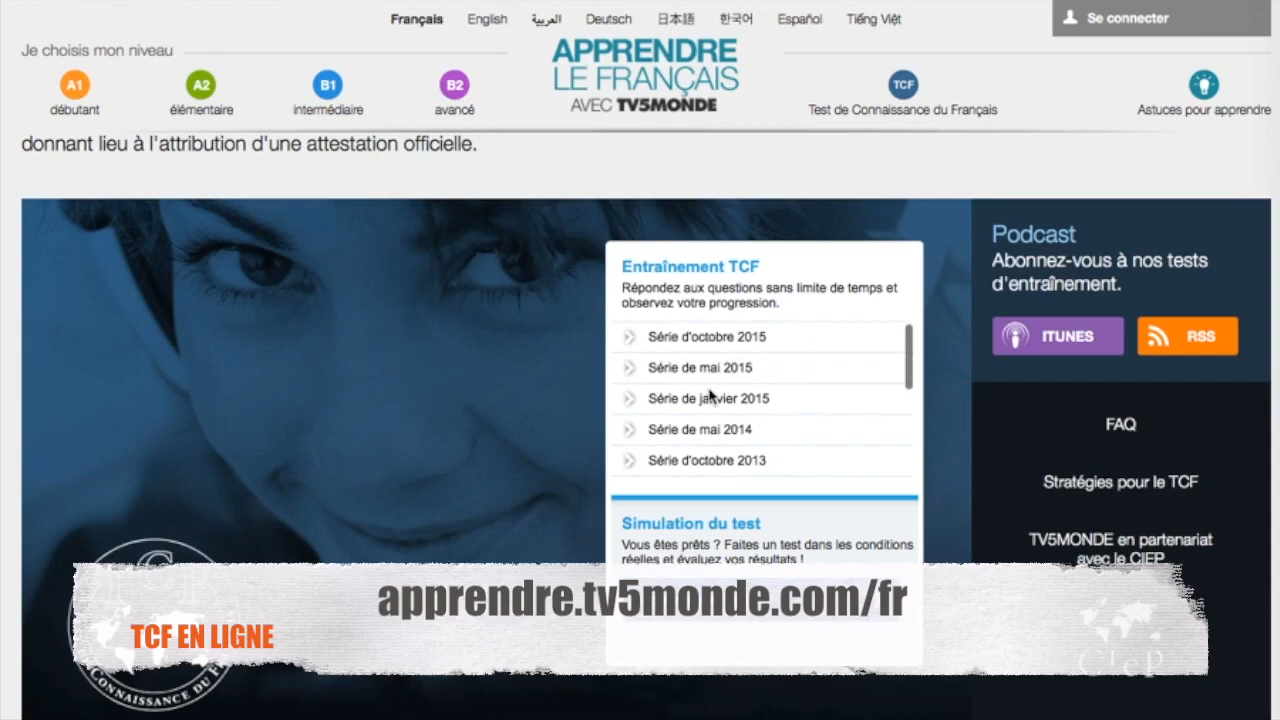 Français English العربية Deutsch 日本語 한국어 Español Tiếng Việt
Se connecter
Je choisis mon niveau
A1 A2 B1 B2
débutant élémentaire intermédiaire avancé
APPRENDRE
LE FRANÇAIS
AVEC TV5MONDE
TCF
Test de Connaissance du Français
Astuces pour apprendre
donnant lieu à l'attribution d'une attestation officielle.
Entraînement TCF
Répondez aux questions sans limite de temps et
observez votre progression.
Série d'octobre 2015
Série de mai 2015
Série de janvier 2015
Série de mai 2014
Série d'octobre 2013
Simulation du test
Vous êtes prêts ? Faites un test dans les conditions
réelles et évaluez vos résultats !
Podcast
Abonnez-vous à nos tests
d'entraînement.
ITUNES RSS
FAQ
Stratégies pour le TCF
TV5MONDE en partenariat
avec le CIEP
apprendre.tv5monde.com/fr
TCF EN LIGNE
CONNAISSANCE DU
CIEP